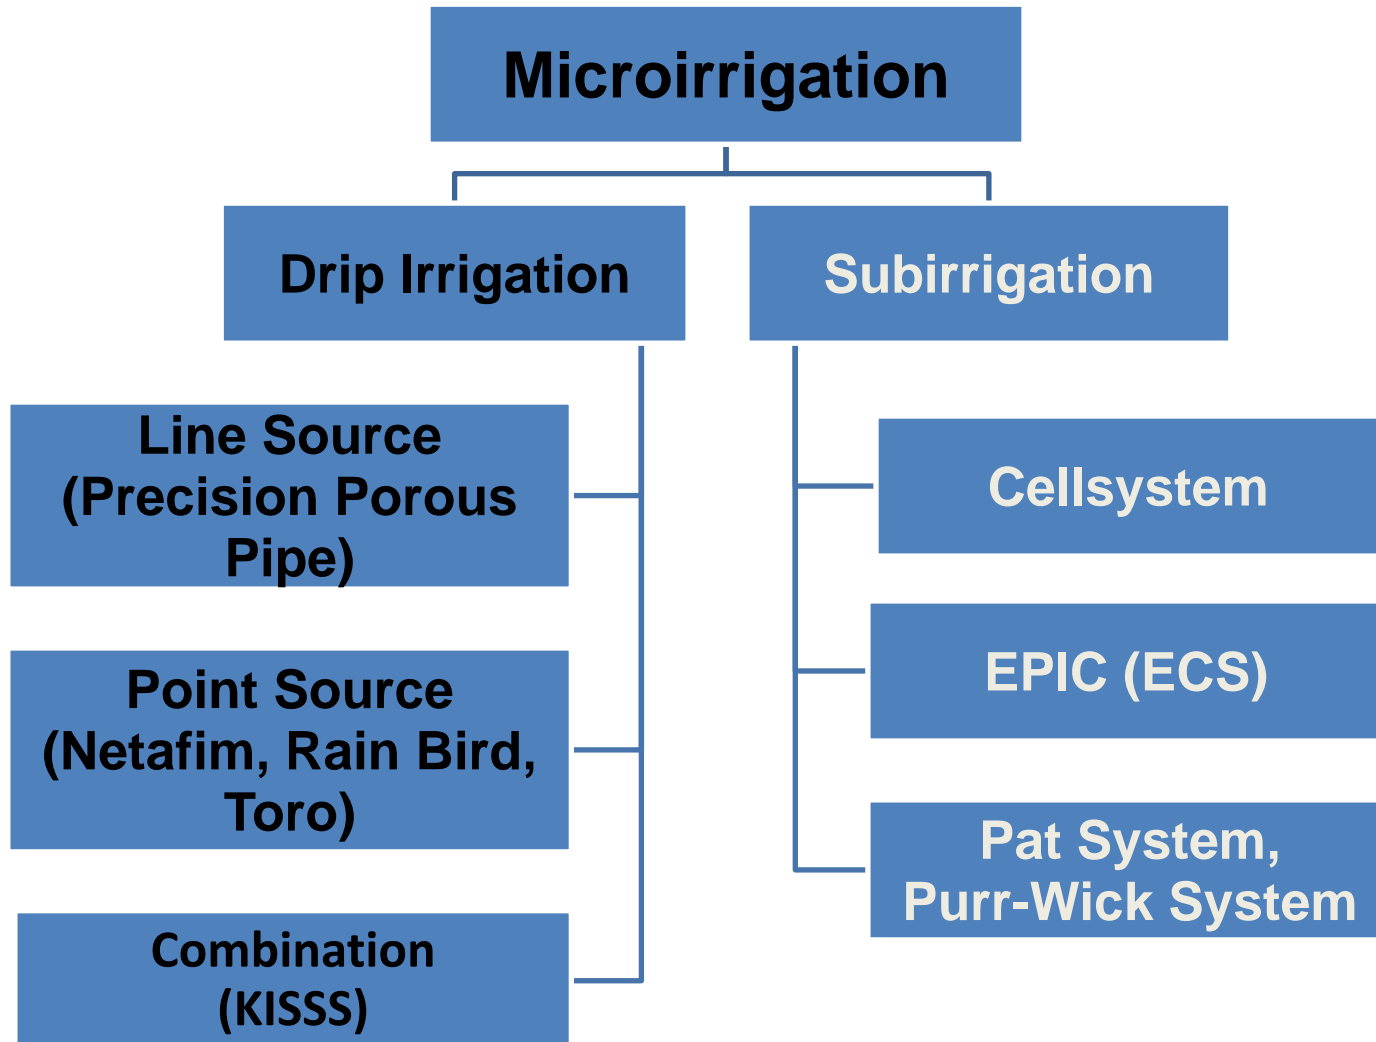 Microirrigation
Drip Irrigation
Subirrigation
Line Source
(Precision Porous
Pipe)
Cellsystem
Point Source
(Netafim, Rain Bird,
Toro)
EPIC (ECS)
Combination
(KISSS)
Pat System,
Purr-Wick System